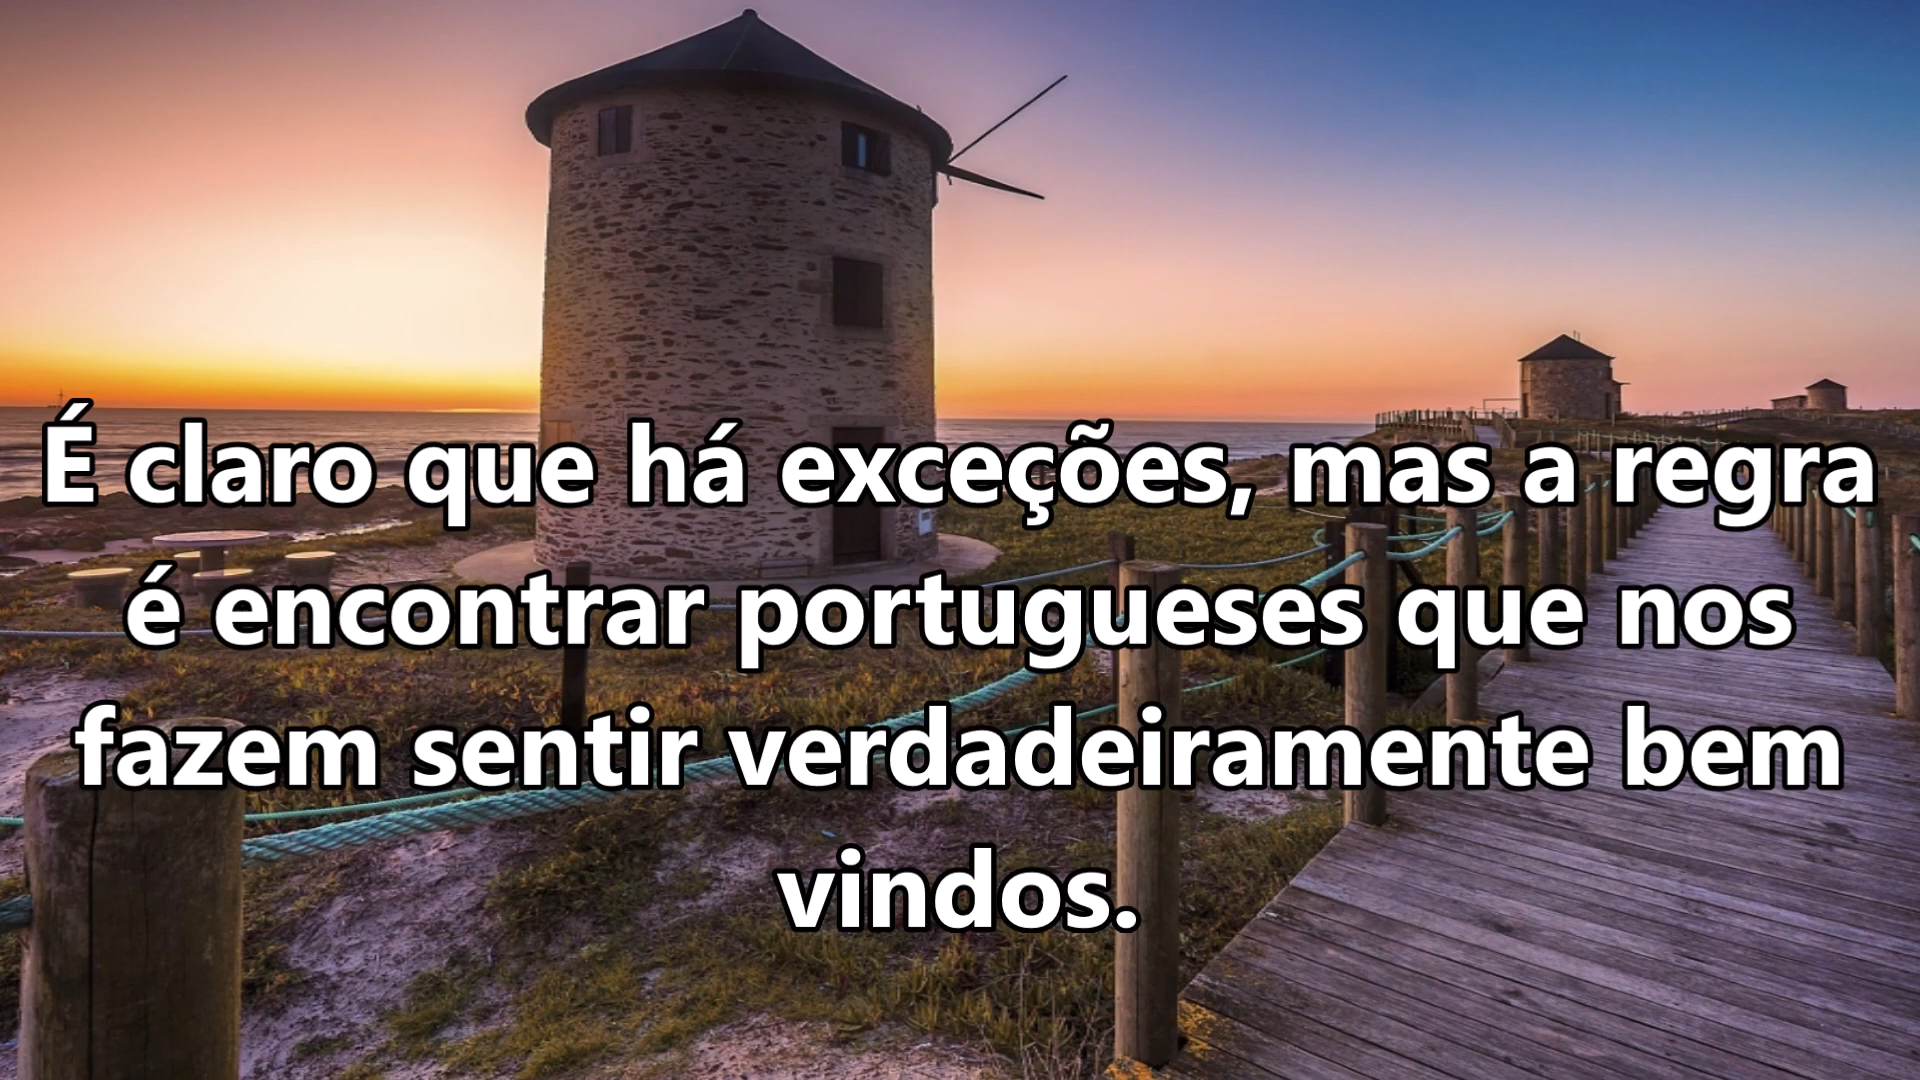 É claro que há exceções, mas a regra
é encontrar portugueses que nos
fazem sentir verdadeiramente bem
vindos.